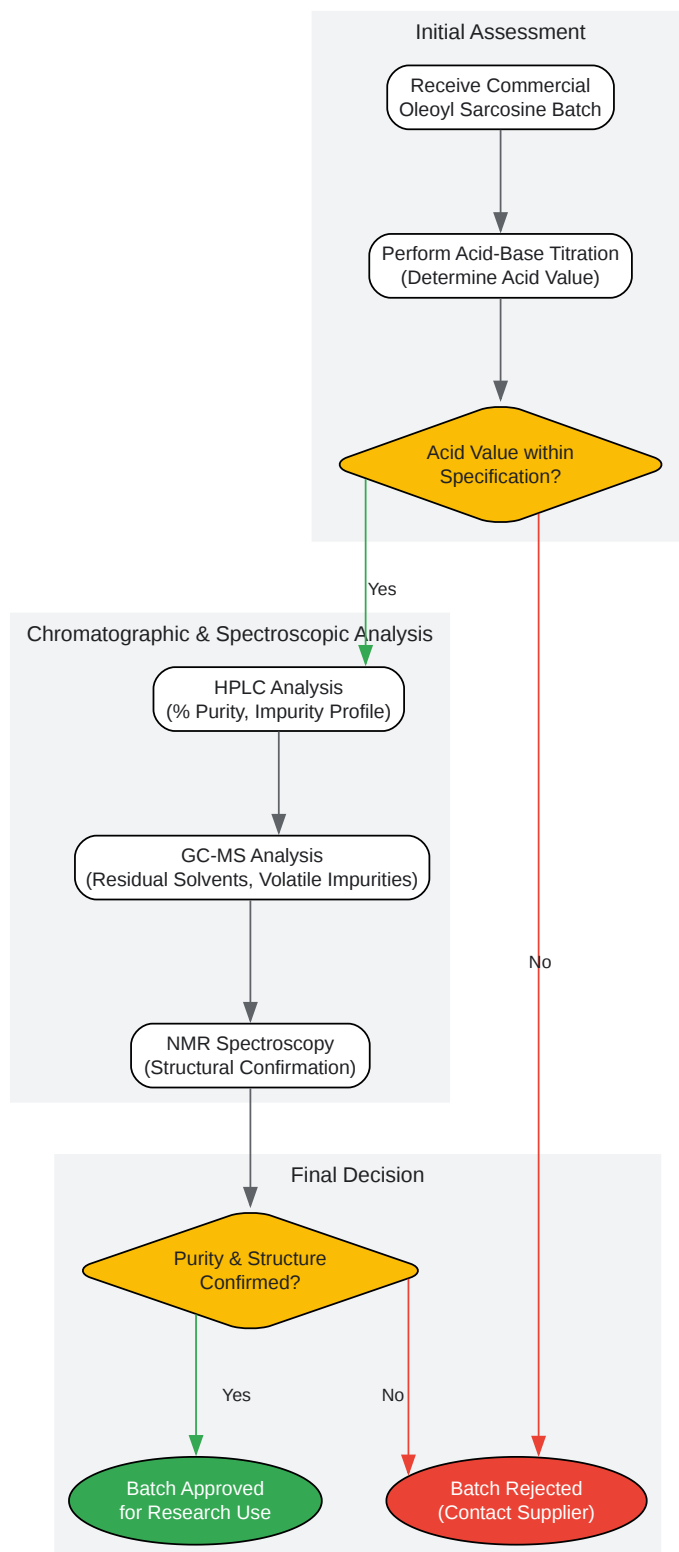 Initial Assessment
Receive Commercial
Oleoyl Sarcosine Batch
Perform Acid-Base Titration
(Determine Acid Value)
Acid Value within
Specification?
Yes
Chromatographic & Spectroscopic Analysis
HPLC Analysis
(% Purity, Impurity Profile)
GC-MS Analysis
(Residual Solvents, Volatile Impurities)
No
NMR Spectroscopy
(Structural Confirmation)
Final Decision
Purity & Structure
Confirmed?
Yes
No
Batch Approved
for Research Use
Batch Rejected
(Contact Supplier)